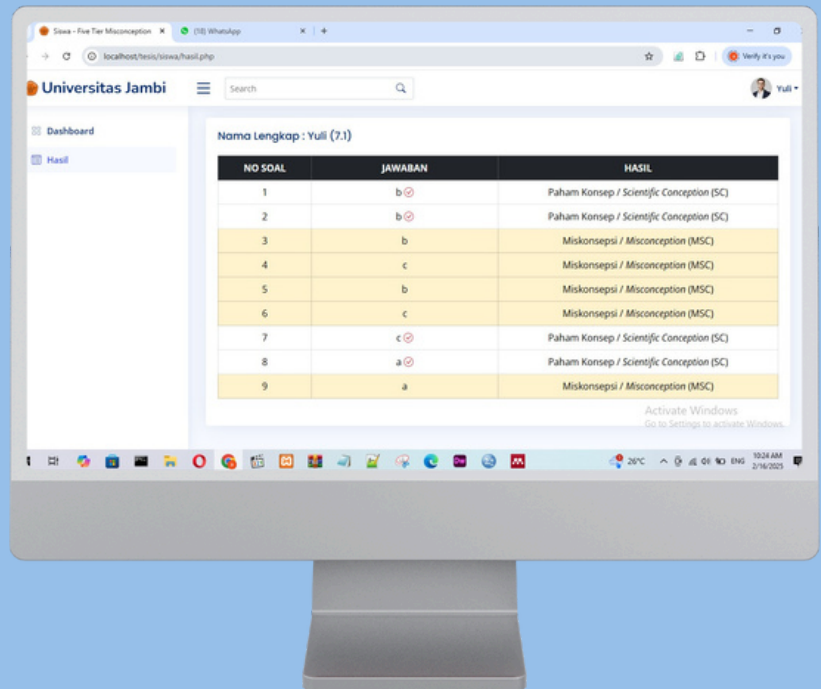 Siswa - Five Tier Misconception
(18) WhatsApp
localhost/tesis/siswa/hasil.php
Verify it's you
Universitas Jambi
Search
Yuli
Dashboard
Hasil
Nama Lengkap : Yuli (7.1)
NO SOAL JAWABAN HASIL
1 b Paham Konsep / Scientific Conception (SC)
2 b Paham Konsep / Scientific Conception (SC)
3 b Miskonsepsi / Misconception (MSC)
4 c Miskonsepsi / Misconception (MSC)
5 b Miskonsepsi / Misconception (MSC)
6 c Miskonsepsi / Misconception (MSC)
7 c Paham Konsep / Scientific Conception (SC)
8 a Paham Konsep / Scientific Conception (SC)
9 a Miskonsepsi / Misconception (MSC)
Activate Windows
Go to Settings to activate Windows.
26°C ENG 10:24 AM
2/16/2025